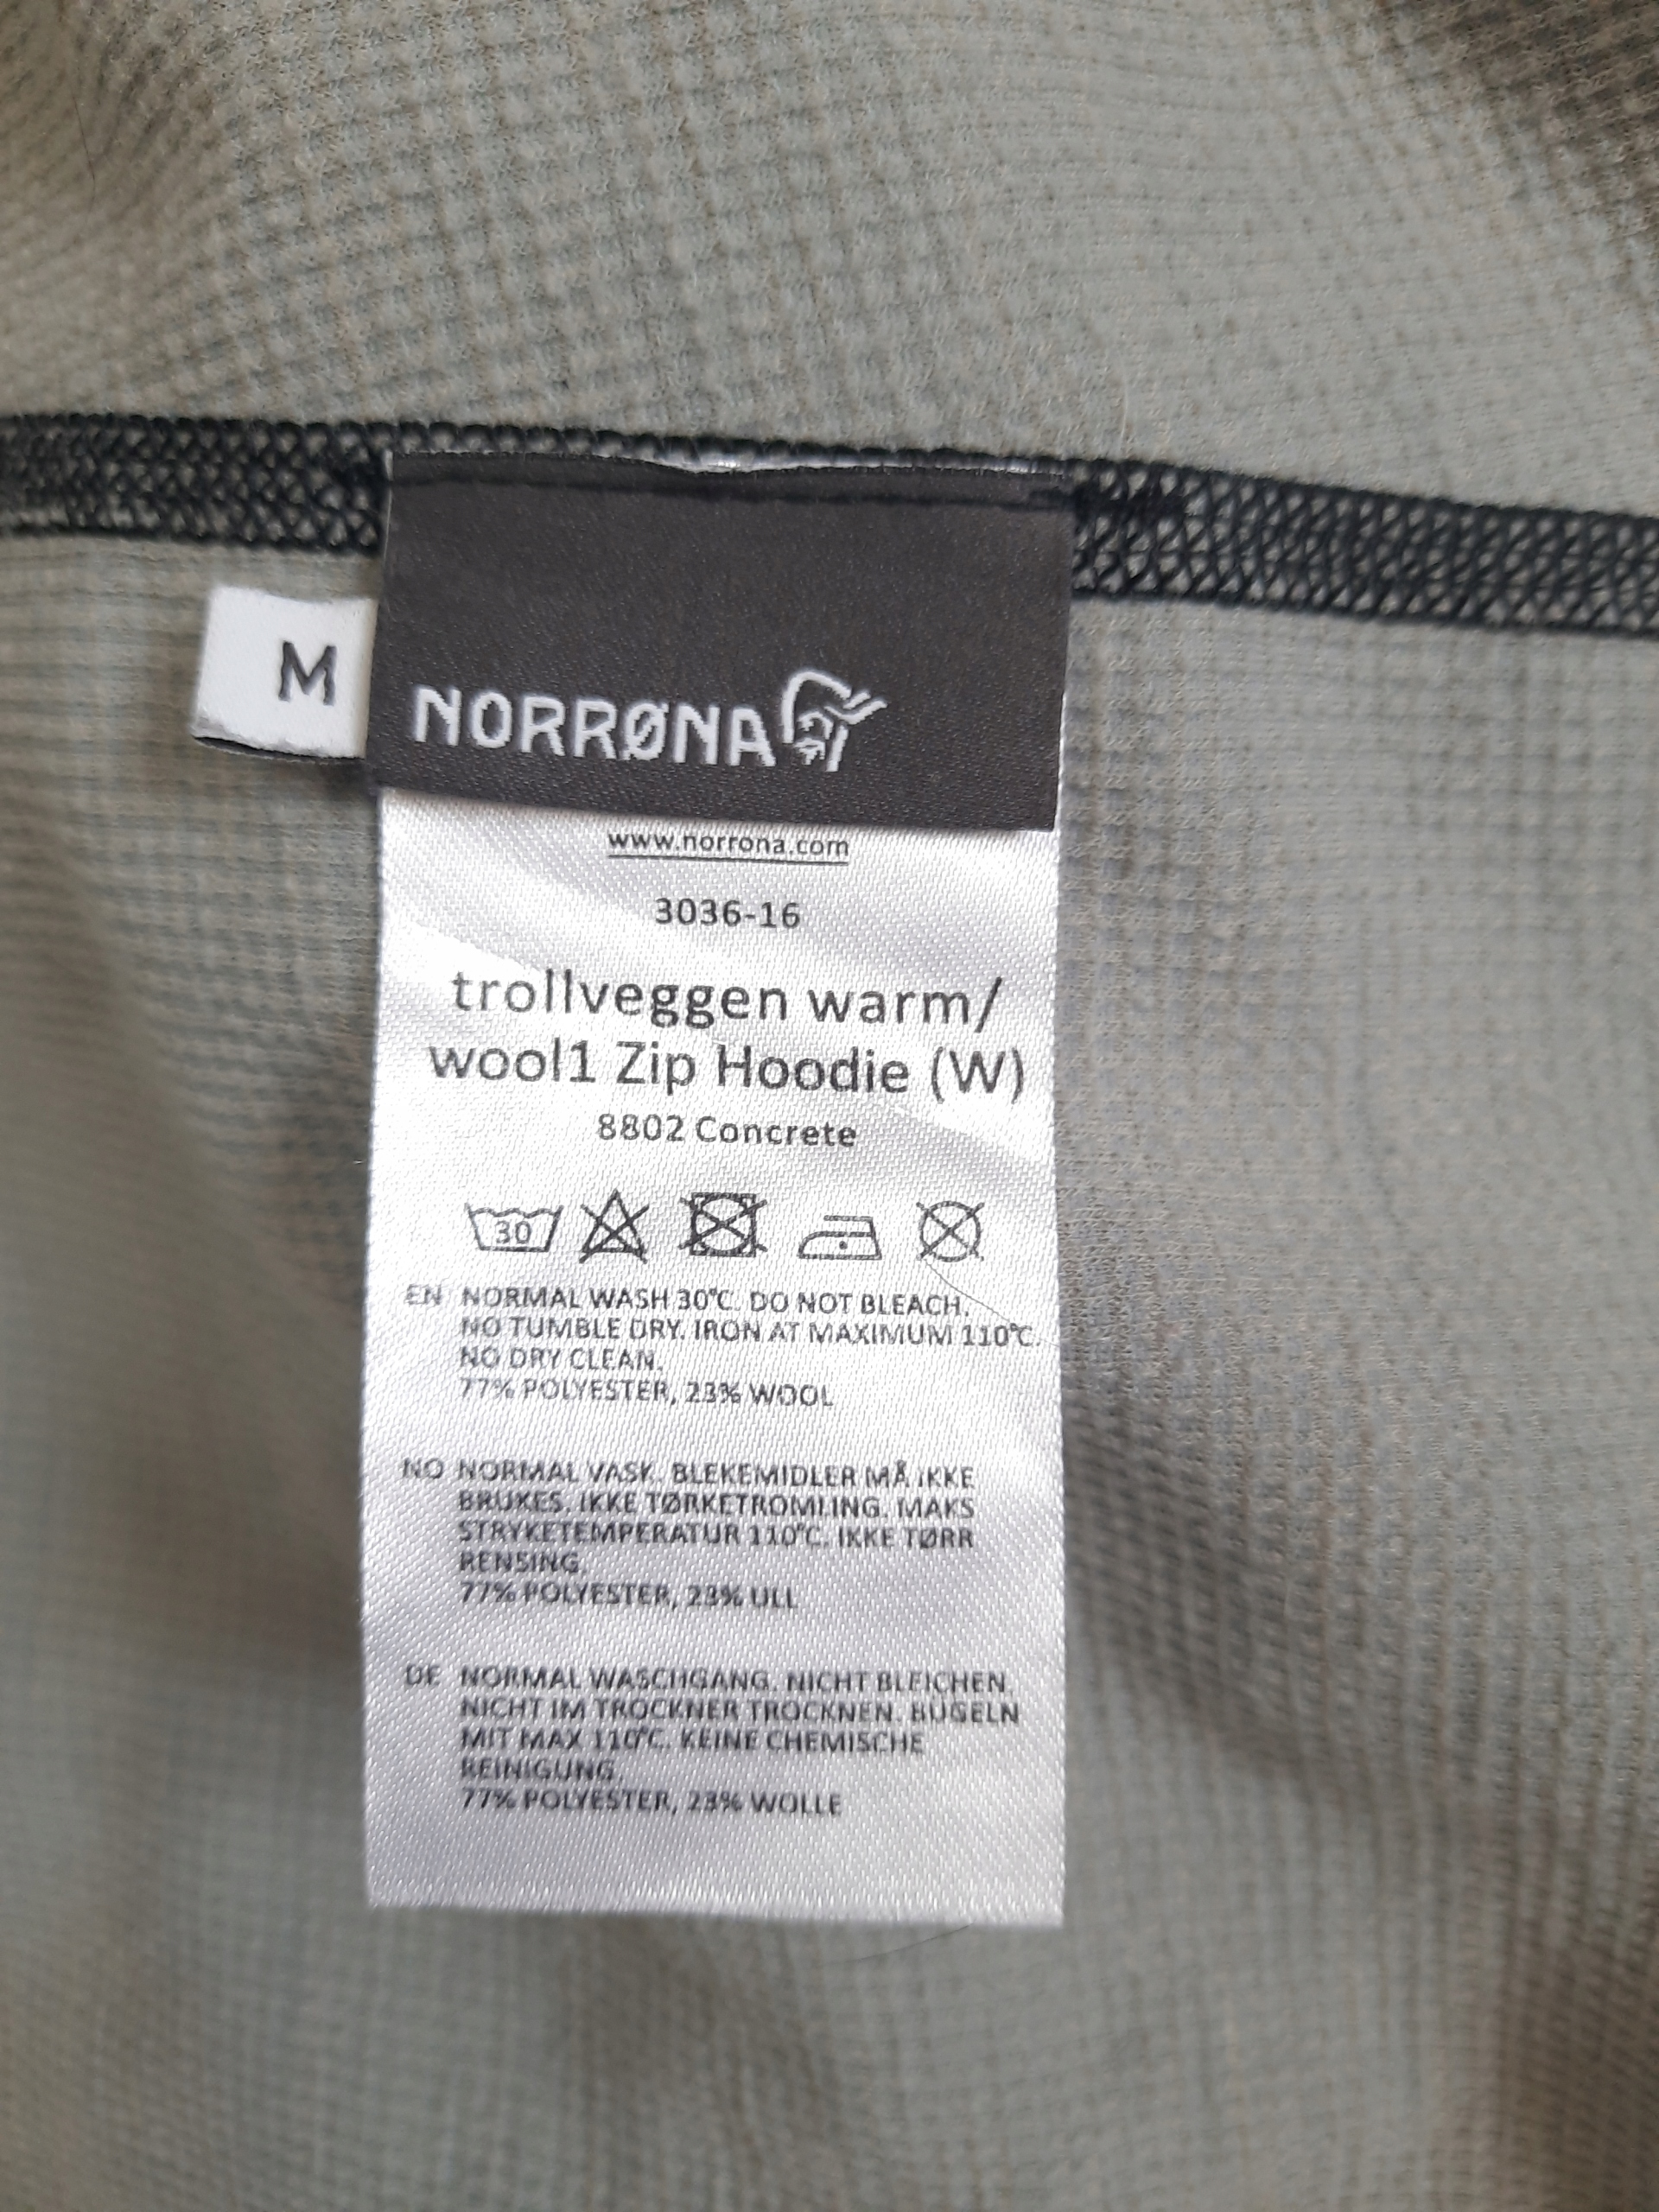 M
NORRØNA
www.norrona.com
3036-16
trollveggen warm/
wool1 Zip Hoodie (W)
8802 Concrete
30
EN NORMAL WASH 30°C. DO NOT BLEACH.
NO TUMBLE DRY. IRON AT MAXIMUM 110°C.
NO DRY CLEAN.
77% POLYESTER, 23% WOOL
NO NORMAL VASK. BLEKEMIDLER MÅ IKKE
BRUKES. IKKE TØRKETROMLING. MAKS
STRYKETEMPERATUR 110°C. IKKE TØRR
RENSING
77% POLYESTER, 23% ULL
DE NORMAL WASCHGANG. NICHT BLEICHEN.
NICHT IM TROCKNER TROCKNEN. BÜGELN
MIT MAX 110°C. KEINE CHEMISCHE
REINIGUNG.
77% POLYESTER, 23% WOLLE